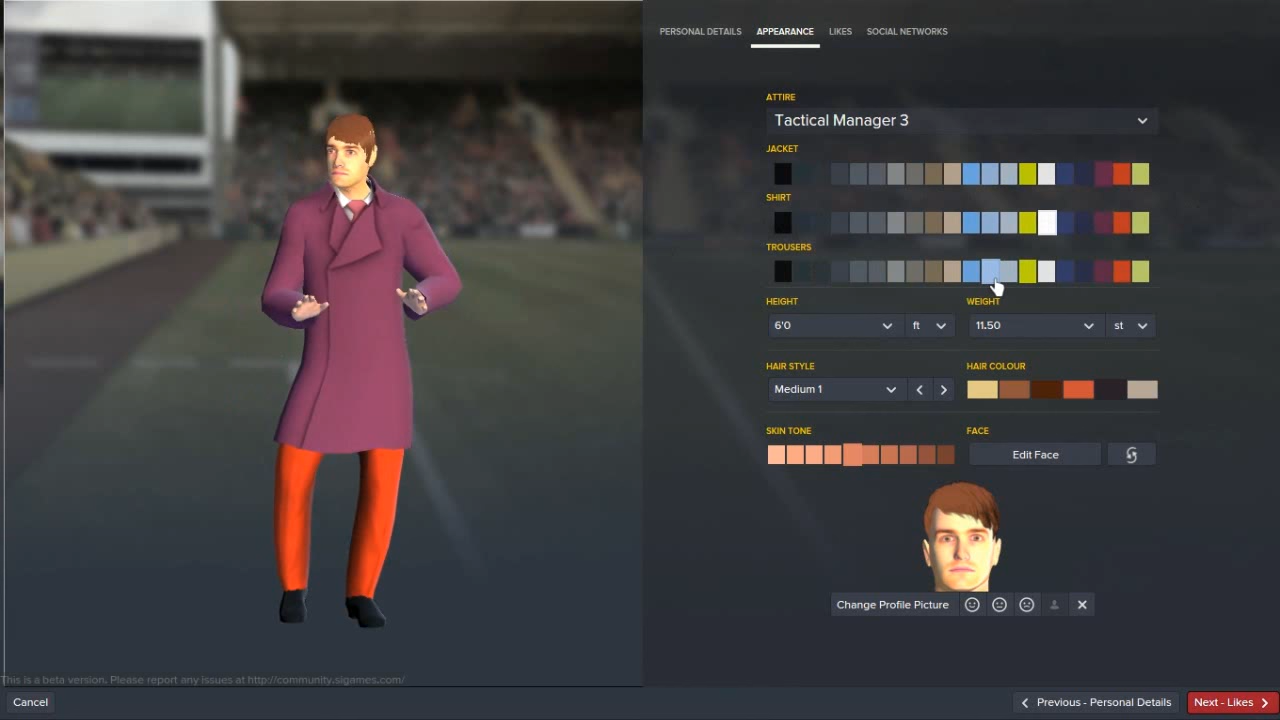 PERSONAL DETAILS APPEARANCE LIKES SOCIAL NETWORKS
ATTIRE
Tactical Manager 3
JACKET
SHIRT
TROUSERS
HEIGHT WEIGHT
6'0 ft 11.50 st
HAIR STYLE HAIR COLOUR
Medium 1
SKIN TONE FACE
Edit Face
Change Profile Picture
This is a beta version. Please report any issues at http://community.sigames.com/
Cancel Previous - Personal Details Next - Likes